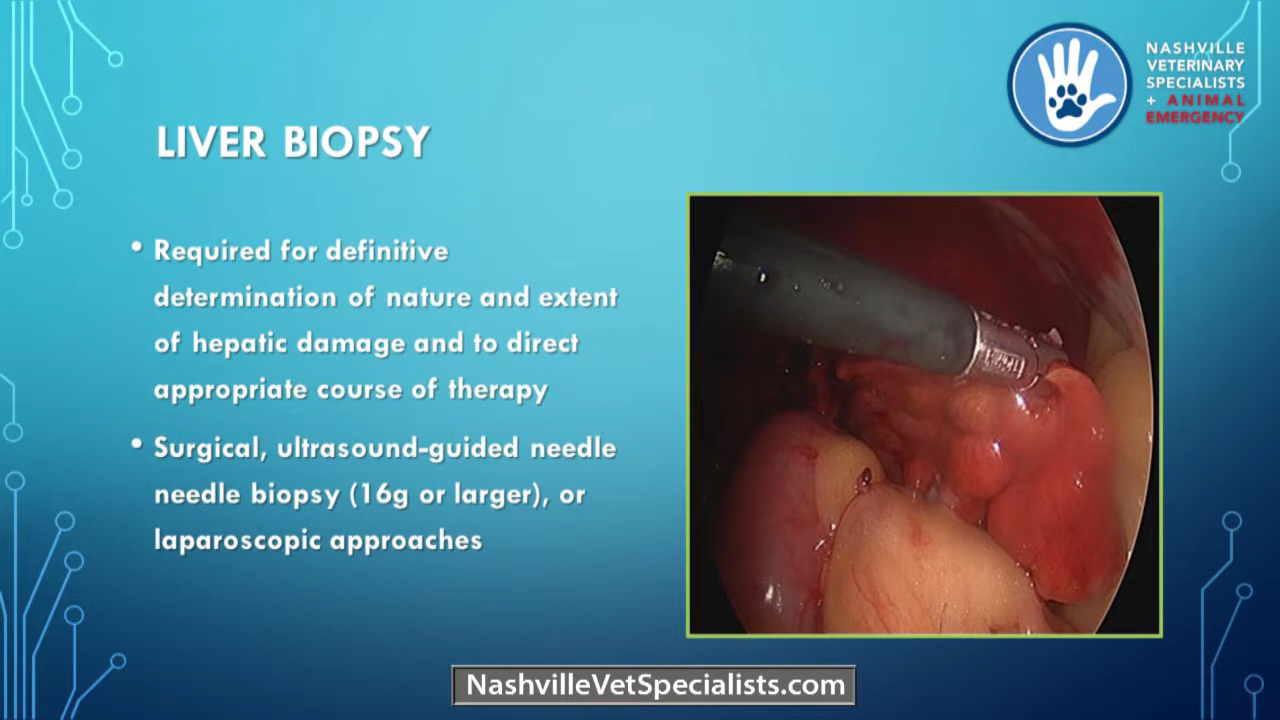 NASHVILLE
VETERINARY
SPECIALISTS
+ ANIMAL
EMERGENCY
LIVER BIOPSY
• Required for definitive
determination of nature and extent
of hepatic damage and to direct
appropriate course of therapy
• Surgical, ultrasound-guided needle
needle biopsy (16g or larger), or
laparoscopic approaches
NashvilleVetSpecialists.com